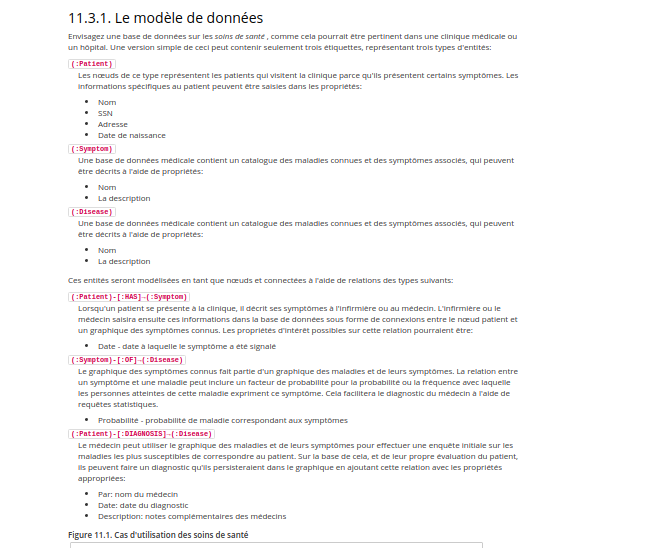 11.3.1. Le modèle de données
Envisagez une base de données sur les soins de santé , comme cela pourrait être pertinent dans une clinique médicale ou
un hôpital. Une version simple de ceci peut contenir seulement trois étiquettes, représentant trois types d'entités:
(:Patient)
Les nœuds de ce type représentent les patients qui visitent la clinique parce qu'ils présentent certains symptômes. Les
informations spécifiques au patient peuvent être saisies dans les propriétés:
• Nom
• SSN
• Adresse
• Date de naissance
(:Symptom)
Une base de données médicale contient un catalogue des maladies connues et des symptômes associés, qui peuvent
être décrits à l'aide de propriétés:
• Nom
• La description
(:Disease)
Une base de données médicale contient un catalogue des maladies connues et des symptômes associés, qui peuvent
être décrits à l'aide de propriétés:
• Nom
• La description
Ces entités seront modélisées en tant que nœuds et connectées à l'aide de relations des types suivants:
(:Patient)-[:HAS]→(:Symptom)
Lorsqu'un patient se présente à la clinique, il décrit ses symptômes à l'infirmière ou au médecin. L'infirmière ou le
médecin saisira ensuite ces informations dans la base de données sous forme de connexions entre le nœud patient et
un graphique des symptômes connus. Les propriétés d'intérêt possibles sur cette relation pourraient être:
• Date - date à laquelle le symptôme a été signalé
(:Symptom)-[:OF]→(:Disease)
Le graphique des symptômes connus fait partie d'un graphique des maladies et de leurs symptômes. La relation entre
un symptôme et une maladie peut inclure un facteur de probabilité pour la probabilité ou la fréquence avec laquelle
les personnes atteintes de cette maladie expriment ce symptôme. Cela facilitera le diagnostic du médecin à l'aide de
requêtes statistiques.
• Probabilité - probabilité de maladie correspondant aux symptômes
(:Patient)-[:DIAGNOSIS]→(:Disease)
Le médecin peut utiliser le graphique des maladies et de leurs symptômes pour effectuer une enquête initiale sur les
maladies les plus susceptibles de correspondre au patient. Sur la base de cela, et de leur propre évaluation du patient,
ils peuvent faire un diagnostic qu'ils persisteraient dans le graphique en ajoutant cette relation avec les propriétés
appropriées:
• Par: nom du médecin
• Date: date du diagnostic
• Description: notes complémentaires des médecins
Figure 11.1. Cas d'utilisation des soins de santé